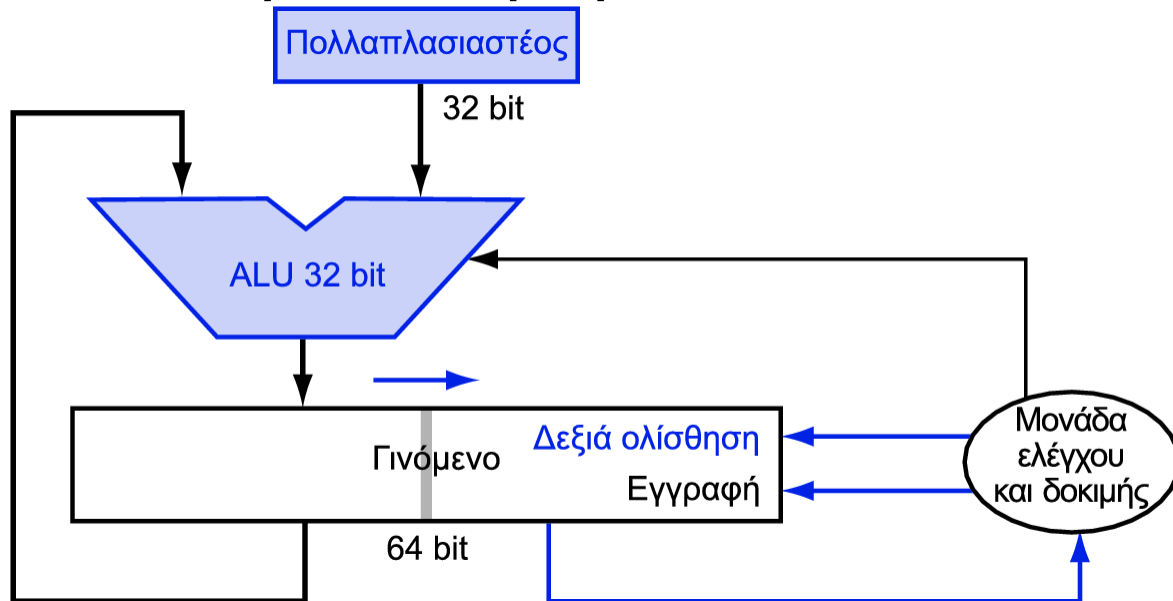 Πολλαπλασιαστέος
32 bit
ALU 32 bit
Γινόμενο
Δεξιά ολίσθηση
Εγγραφή
64 bit
Μονάδα
ελέγχου
και δοκιμής